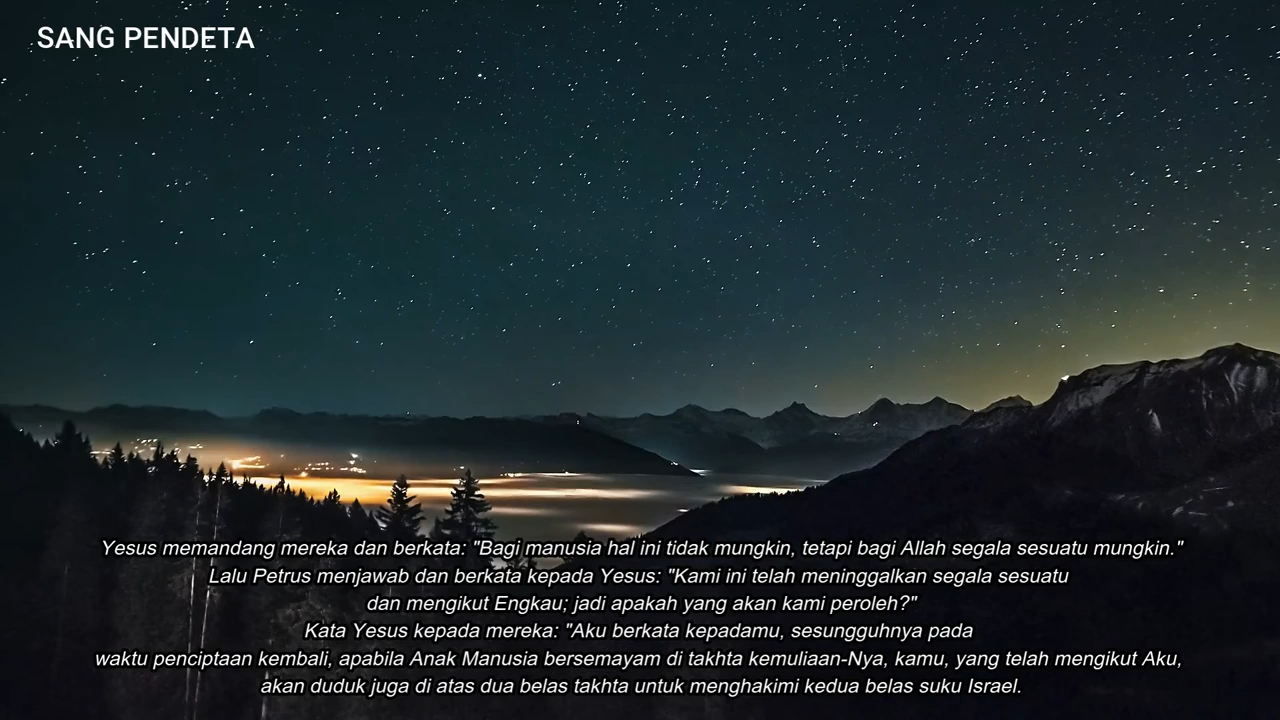 SANG PENDETA
Yesus memandang mereka dan berkata: "Bagi manusia hal ini tidak mungkin, tetapi bagi Allah segala sesuatu mungkin."
Lalu Petrus menjawab dan berkata kepada Yesus: "Kami ini telah meninggalkan segala sesuatu
dan mengikut Engkau; jadi apakah yang akan kami peroleh?"
Kata Yesus kepada mereka: "Aku berkata kepadamu, sesungguhnya pada
waktu penciptaan kembali, apabila Anak Manusia bersemayam di takhta kemuliaan-Nya, kamu, yang telah mengikut Aku,
akan duduk juga di atas dua belas takhta untuk menghakimi kedua belas suku Israel.